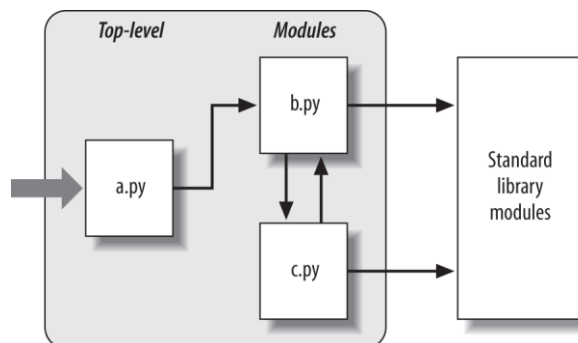 Top-level
Modules
a.py
b.py
c.py
Standard
library
modules